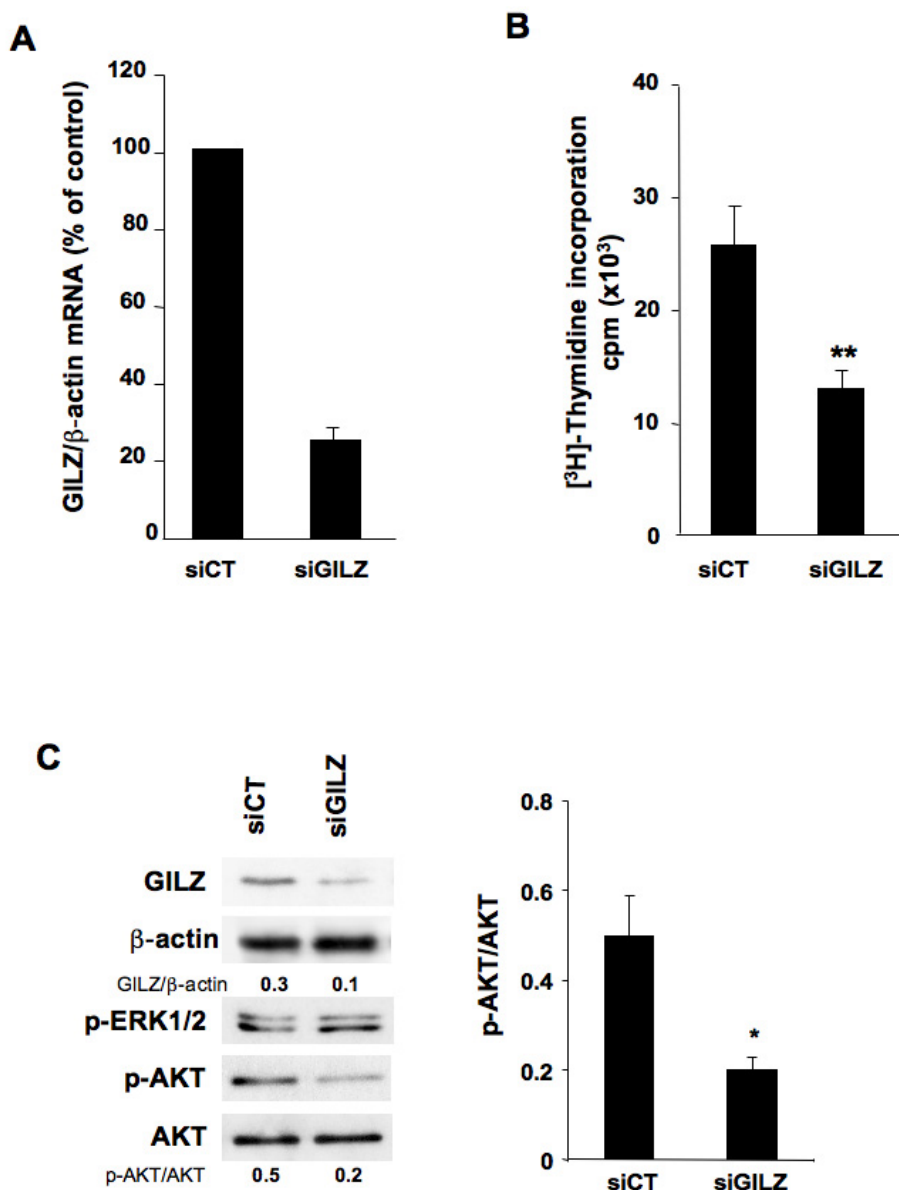 A
GILZ/β-actin mRNA (% of control)
120
100
80
60
40
20
0
siCT siGILZ
B
[³H]-Thymidine incorporation
cpm (x10³)
40
30
20
10
0
**
siCT siGILZ
C
siCT siGILZ
GILZ
β-actin
GILZ/β-actin 0.3 0.1
p-ERK1/2
p-AKT
AKT
p-AKT/AKT 0.5 0.2
p-AKT/AKT
0.8
0.6
0.4
0.2
0
*
siCT siGILZ